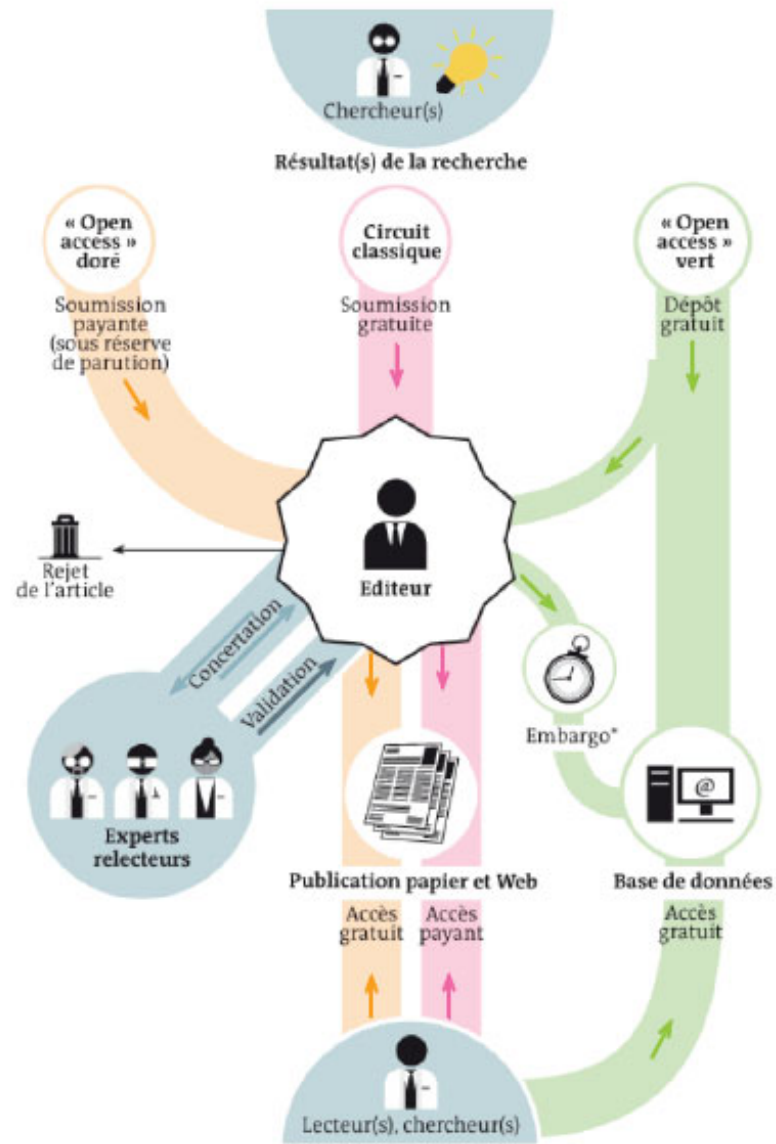 Chercheur(s)
Résultat(s) de la recherche
« Open
access »
doré
Circuit
classique
« Open
access »
vert
Soumission
payante
(sous réserve
de parution)
Soumission
gratuite
Dépôt
gratuit
Rejet
de l'article
Editeur
Concertation
Validation
Embargo*
@
Experts
relecteurs
Publication papier et Web
Base de données
Accès
gratuit
Accès
payant
Accès
gratuit
Lecteur(s), chercheur(s)